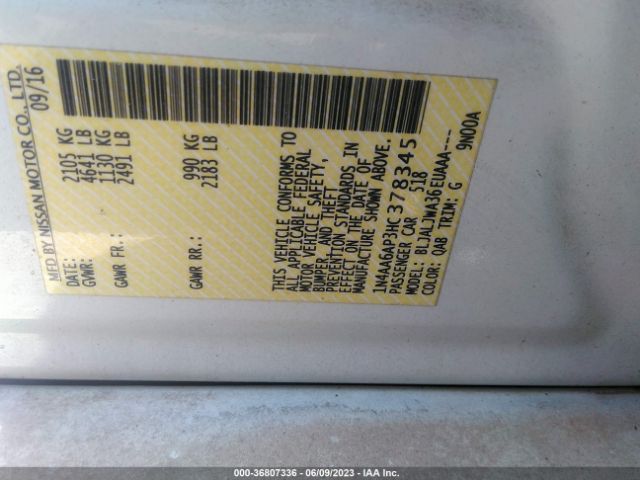 MFD BY NISSAN MOTOR CO., LTD.
DATE: 09/16
GVWR: 2105 KG
4641 LB
GAWR FR: 1130 KG
2491 LB
GAWR RR: 990 KG
2183 LB
THIS VEHICLE CONFORMS TO
ALL APPLICABLE FEDERAL
MOTOR VEHICLE SAFETY,
BUMPER, AND THEFT
PREVENTION STANDARDS IN
EFFECT ON THE DATE OF
MANUFACTURE SHOWN ABOVE.
1N4AA6AP3HC378345
PASSENGER CAR 518
MODEL: BLJALJWA36EUAAA---
COLOR: QAB TRIM: G 9N00A
000-36807336 - 06/09/2023 - IAA Inc.